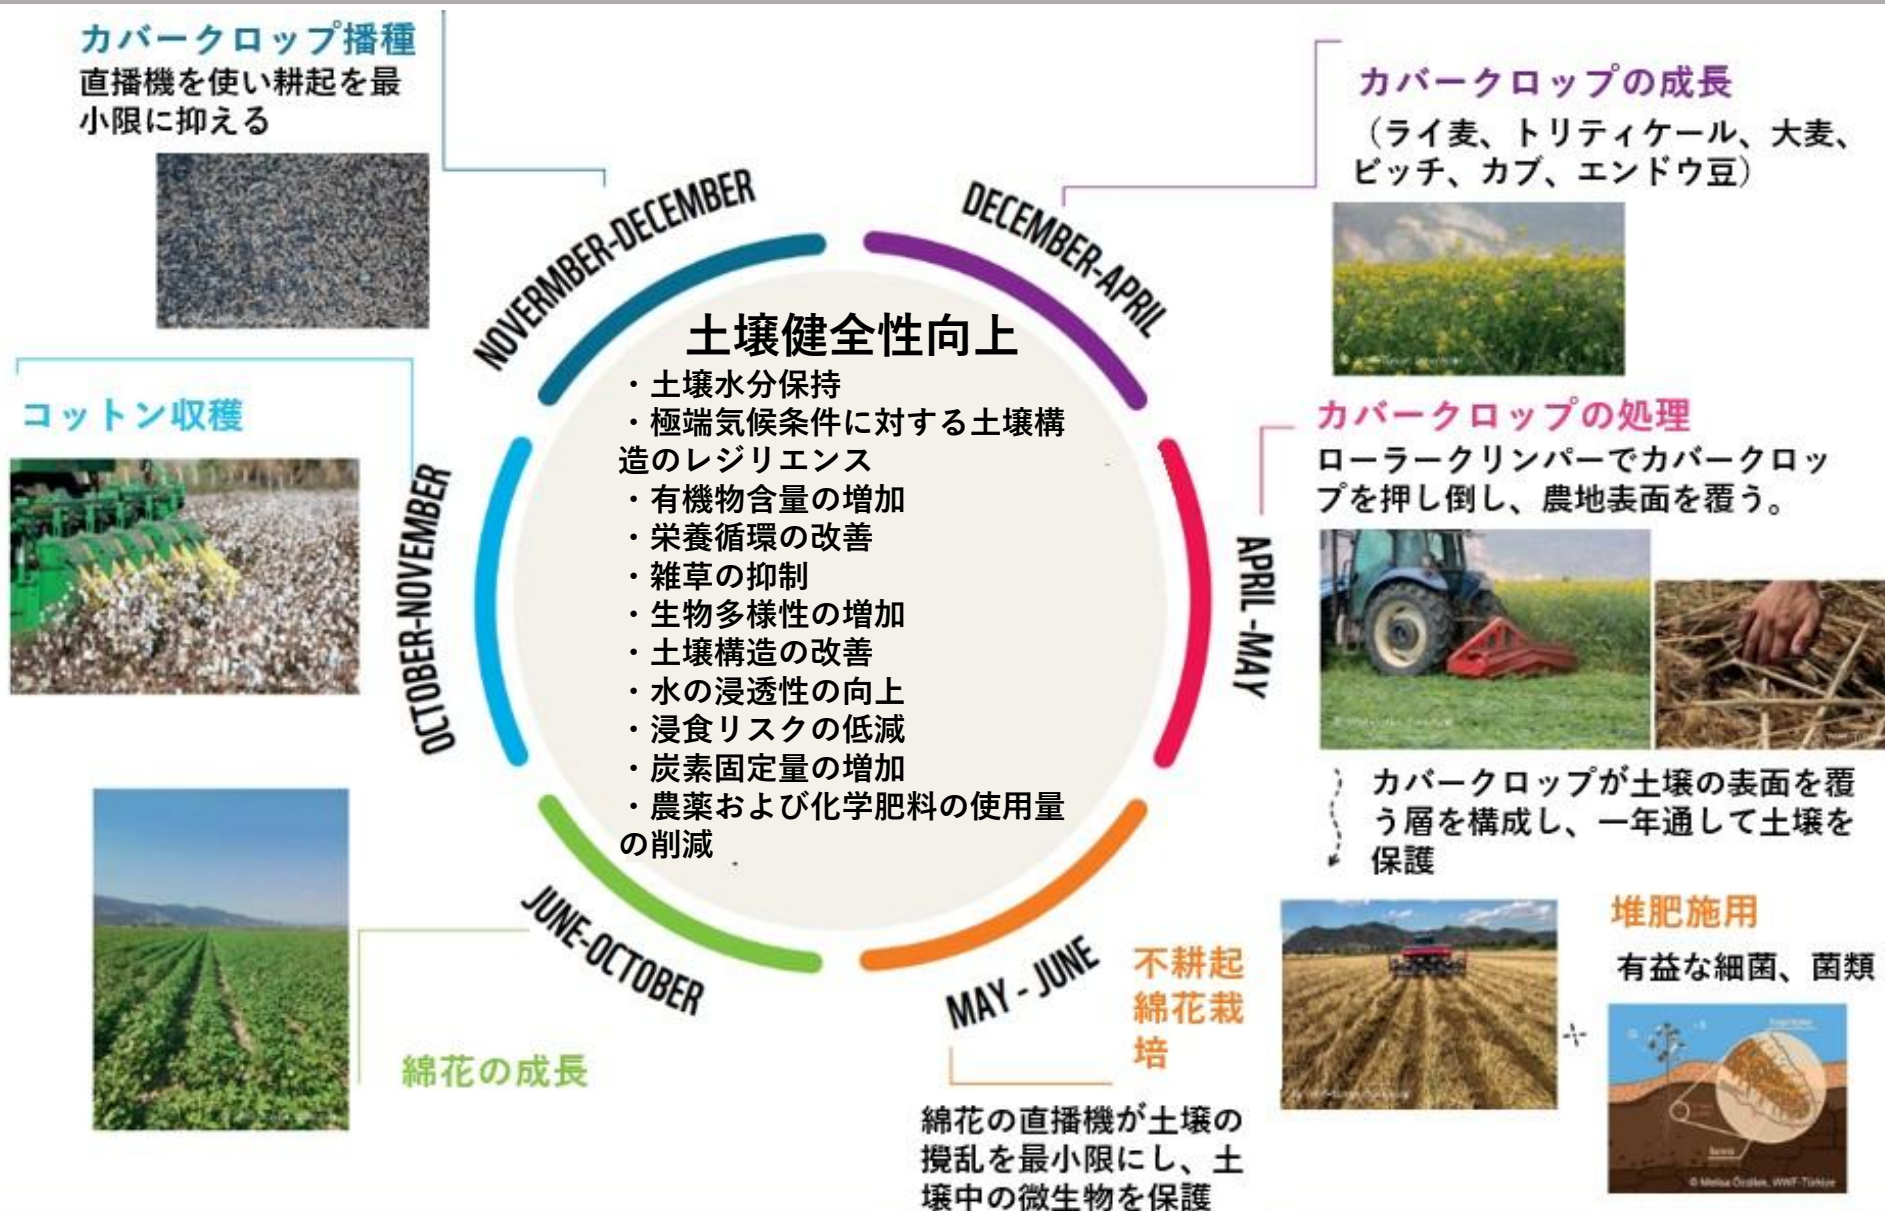 カバークロップ播種
直播機を使い耕起を最
小限に抑える
NOVERMBER-DECEMBER
DECEMBER-APRIL
カバークロップの成長
（ライ麦、トリティケール、大麦、
ビッチ、カブ、エンドウ豆）
土壌健全性向上
・土壌水分保持
・極端気候条件に対する土壌構
造のレジリエンス
・有機物含量の増加
・栄養循環の改善
・雑草の抑制
・生物多様性の増加
・土壌構造の改善
・水の浸透性の向上
・浸食リスクの低減
・炭素固定量の増加
・農薬および化学肥料の使用量
の削減
カバークロップの処理
ローラークリンパーでカバークロッ
プを押し倒し、農地表面を覆う。
APRIL -MAY
カバークロップが土壌の表面を覆
う層を構成し、一年通して土壌を
保護
コットン収穫
OCTOBER-NOVEMBER
JUNE-OCTOBER
綿花の成長
MAY - JUNE
不耕起
綿花栽
培
綿花の直播機が土壌の
攪乱を最小限にし、土
壌中の微生物を保護
堆肥施用
有益な細菌、菌類
© Melisa Özdilek, WWF-Türkiye